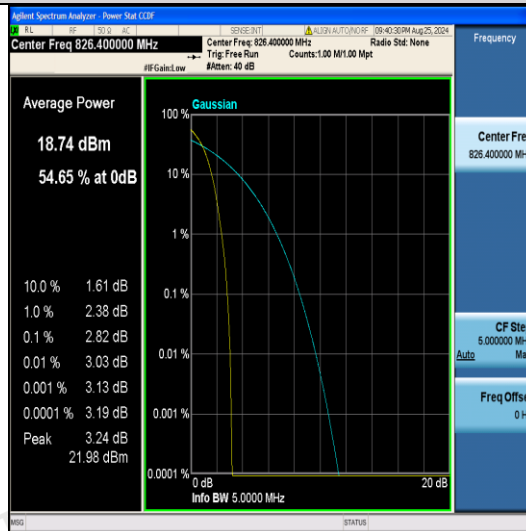 Agilent Spectrum Analyzer - Power Stat CCDF
RL RF 50 Ω AC SENSE:INT ALIGN AUTO/NO RF 09:40:30 PM Aug 25, 2024
Center Freq 826.400000 MHz
Center Freq: 826.400000 MHz Radio Std: None
Trig: Free Run Counts:1.00 M/1.00 Mpt
#IFGain:Low #Atten: 40 dB
Frequency
Average Power
18.74 dBm
54.65 % at 0dB
10.0 % 1.61 dB
1.0 % 2.38 dB
0.1 % 2.82 dB
0.01 % 3.03 dB
0.001 % 3.13 dB
0.0001 % 3.19 dB
Peak 3.24 dB
21.98 dBm
100 % Gaussian
10 %
1 %
0.1 %
0.01 %
0.001 %
0.0001 %
0 dB 20 dB
Info BW 5.0000 MHz
Center Fre
826.400000 MH
CF Ste
5.000000 MH
Auto Ma
Freq Offse
0 H
MSG STATUS